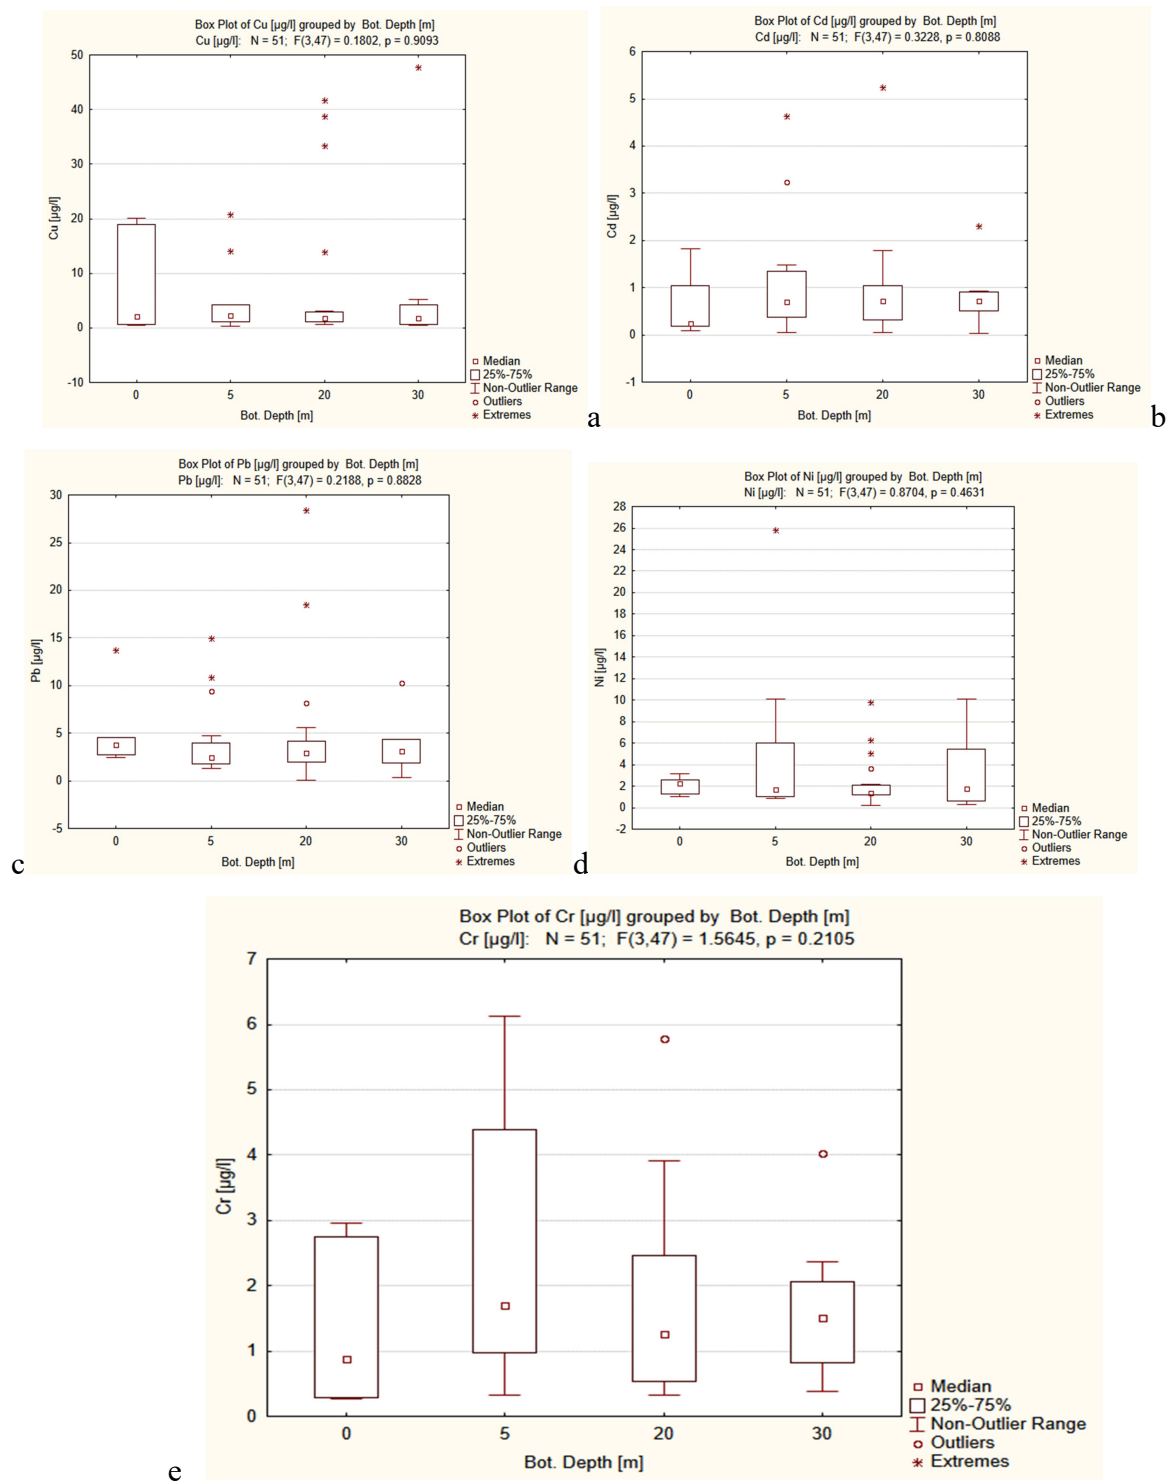 Box Plot of Cu [µg/l] grouped by Bot. Depth [m]
Cu [µg/l]: N = 51; F(3,47) = 0.1802, p = 0.9093
50
40
30
20
10
0
-10
Cu [µg/l]
0 5 20 30
Bot. Depth [m]
Median
25%-75%
Non-Outlier Range
Outliers
Extremes
a
Box Plot of Cd [µg/l] grouped by Bot. Depth [m]
Cd [µg/l]: N = 51; F(3,47) = 0.3228, p = 0.8088
6
5
4
3
2
1
0
-1
Cd [µg/l]
0 5 20 30
Bot. Depth [m]
Median
25%-75%
Non-Outlier Range
Outliers
Extremes
b
Box Plot of Pb [µg/l] grouped by Bot. Depth [m]
Pb [µg/l]: N = 51; F(3,47) = 0.2188, p = 0.8828
30
25
20
15
10
5
0
-5
Pb [µg/l]
0 5 20 30
Bot. Depth [m]
Median
25%-75%
Non-Outlier Range
Outliers
Extremes
c
Box Plot of Ni [µg/l] grouped by Bot. Depth [m]
Ni [µg/l]: N = 51; F(3,47) = 0.8704, p = 0.4631
28
26
24
22
20
18
16
14
12
10
8
6
4
2
0
-2
Ni [µg/l]
0 5 20 30
Bot. Depth [m]
Median
25%-75%
Non-Outlier Range
Outliers
Extremes
d
Box Plot of Cr [µg/l] grouped by Bot. Depth [m]
Cr [µg/l]: N = 51; F(3,47) = 1.5645, p = 0.2105
7
6
5
4
3
2
1
0
Cr [µg/l]
0 5 20 30
Bot. Depth [m]
Median
25%-75%
Non-Outlier Range
Outliers
Extremes
e